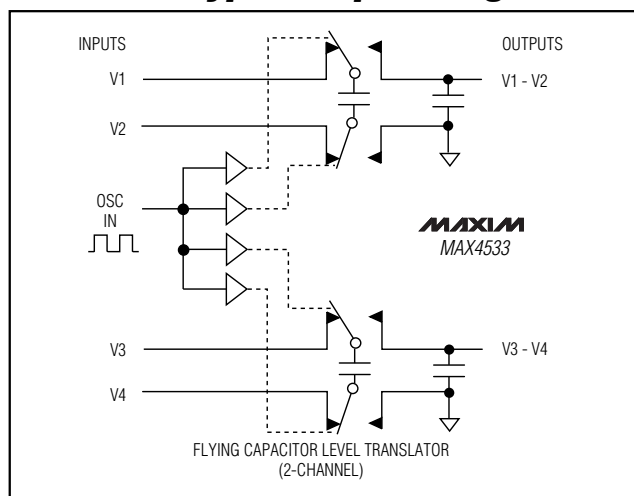 INPUTS
OUTPUTS
V1
V1 - V2
V2
OSC
IN
MAXIM
MAX4533
V3
V3 - V4
V4
FLYING CAPACITOR LEVEL TRANSLATOR
(2-CHANNEL)